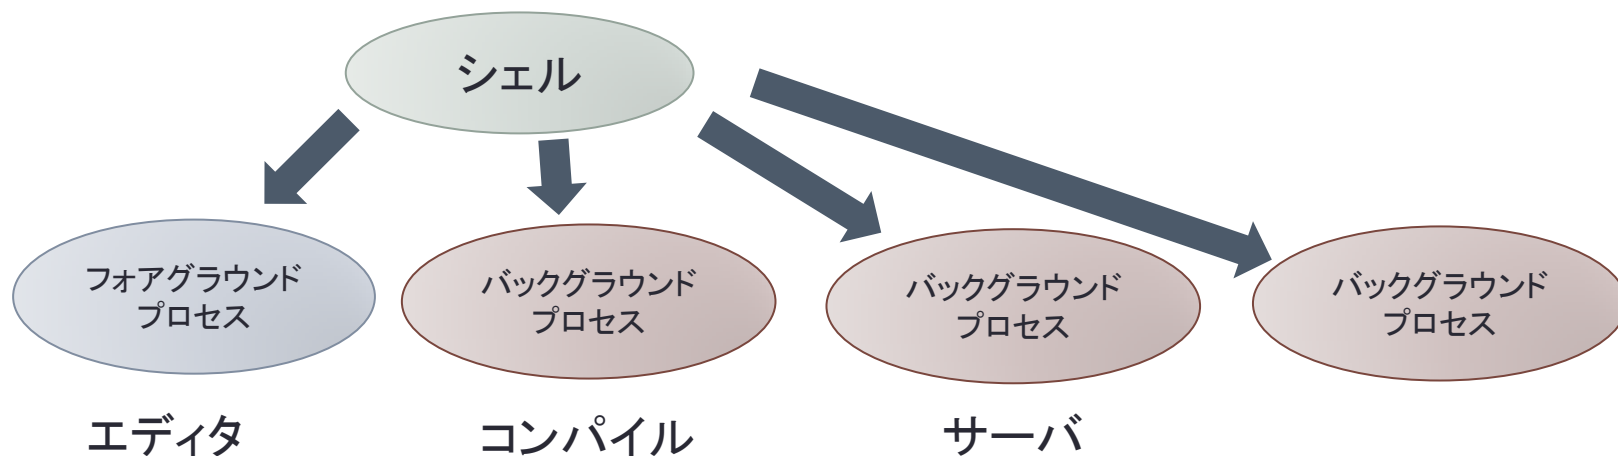 シェル
フォアグラウンド
プロセス
バックグラウンド
プロセス
バックグラウンド
プロセス
バックグラウンド
プロセス
エディタ
コンパイル
サーバ